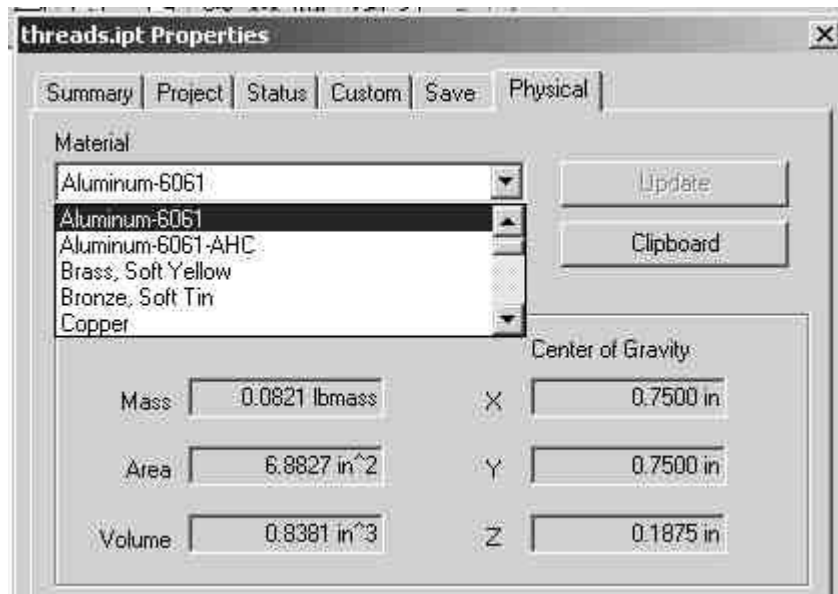 threads.ipt Properties
Summary Project Status Custom Save Physical
Material
Aluminum-6061
Update
Aluminum-6061
Aluminum-6061-AHC
Clipboard
Brass, Soft Yellow
Bronze, Soft Tin
Copper
Center of Gravity
Mass 0.0821 lbmass X 0.7500 in
Area 6.8827 in^2 Y 0.7500 in
Volume 0.8381 in^3 Z 0.1875 in